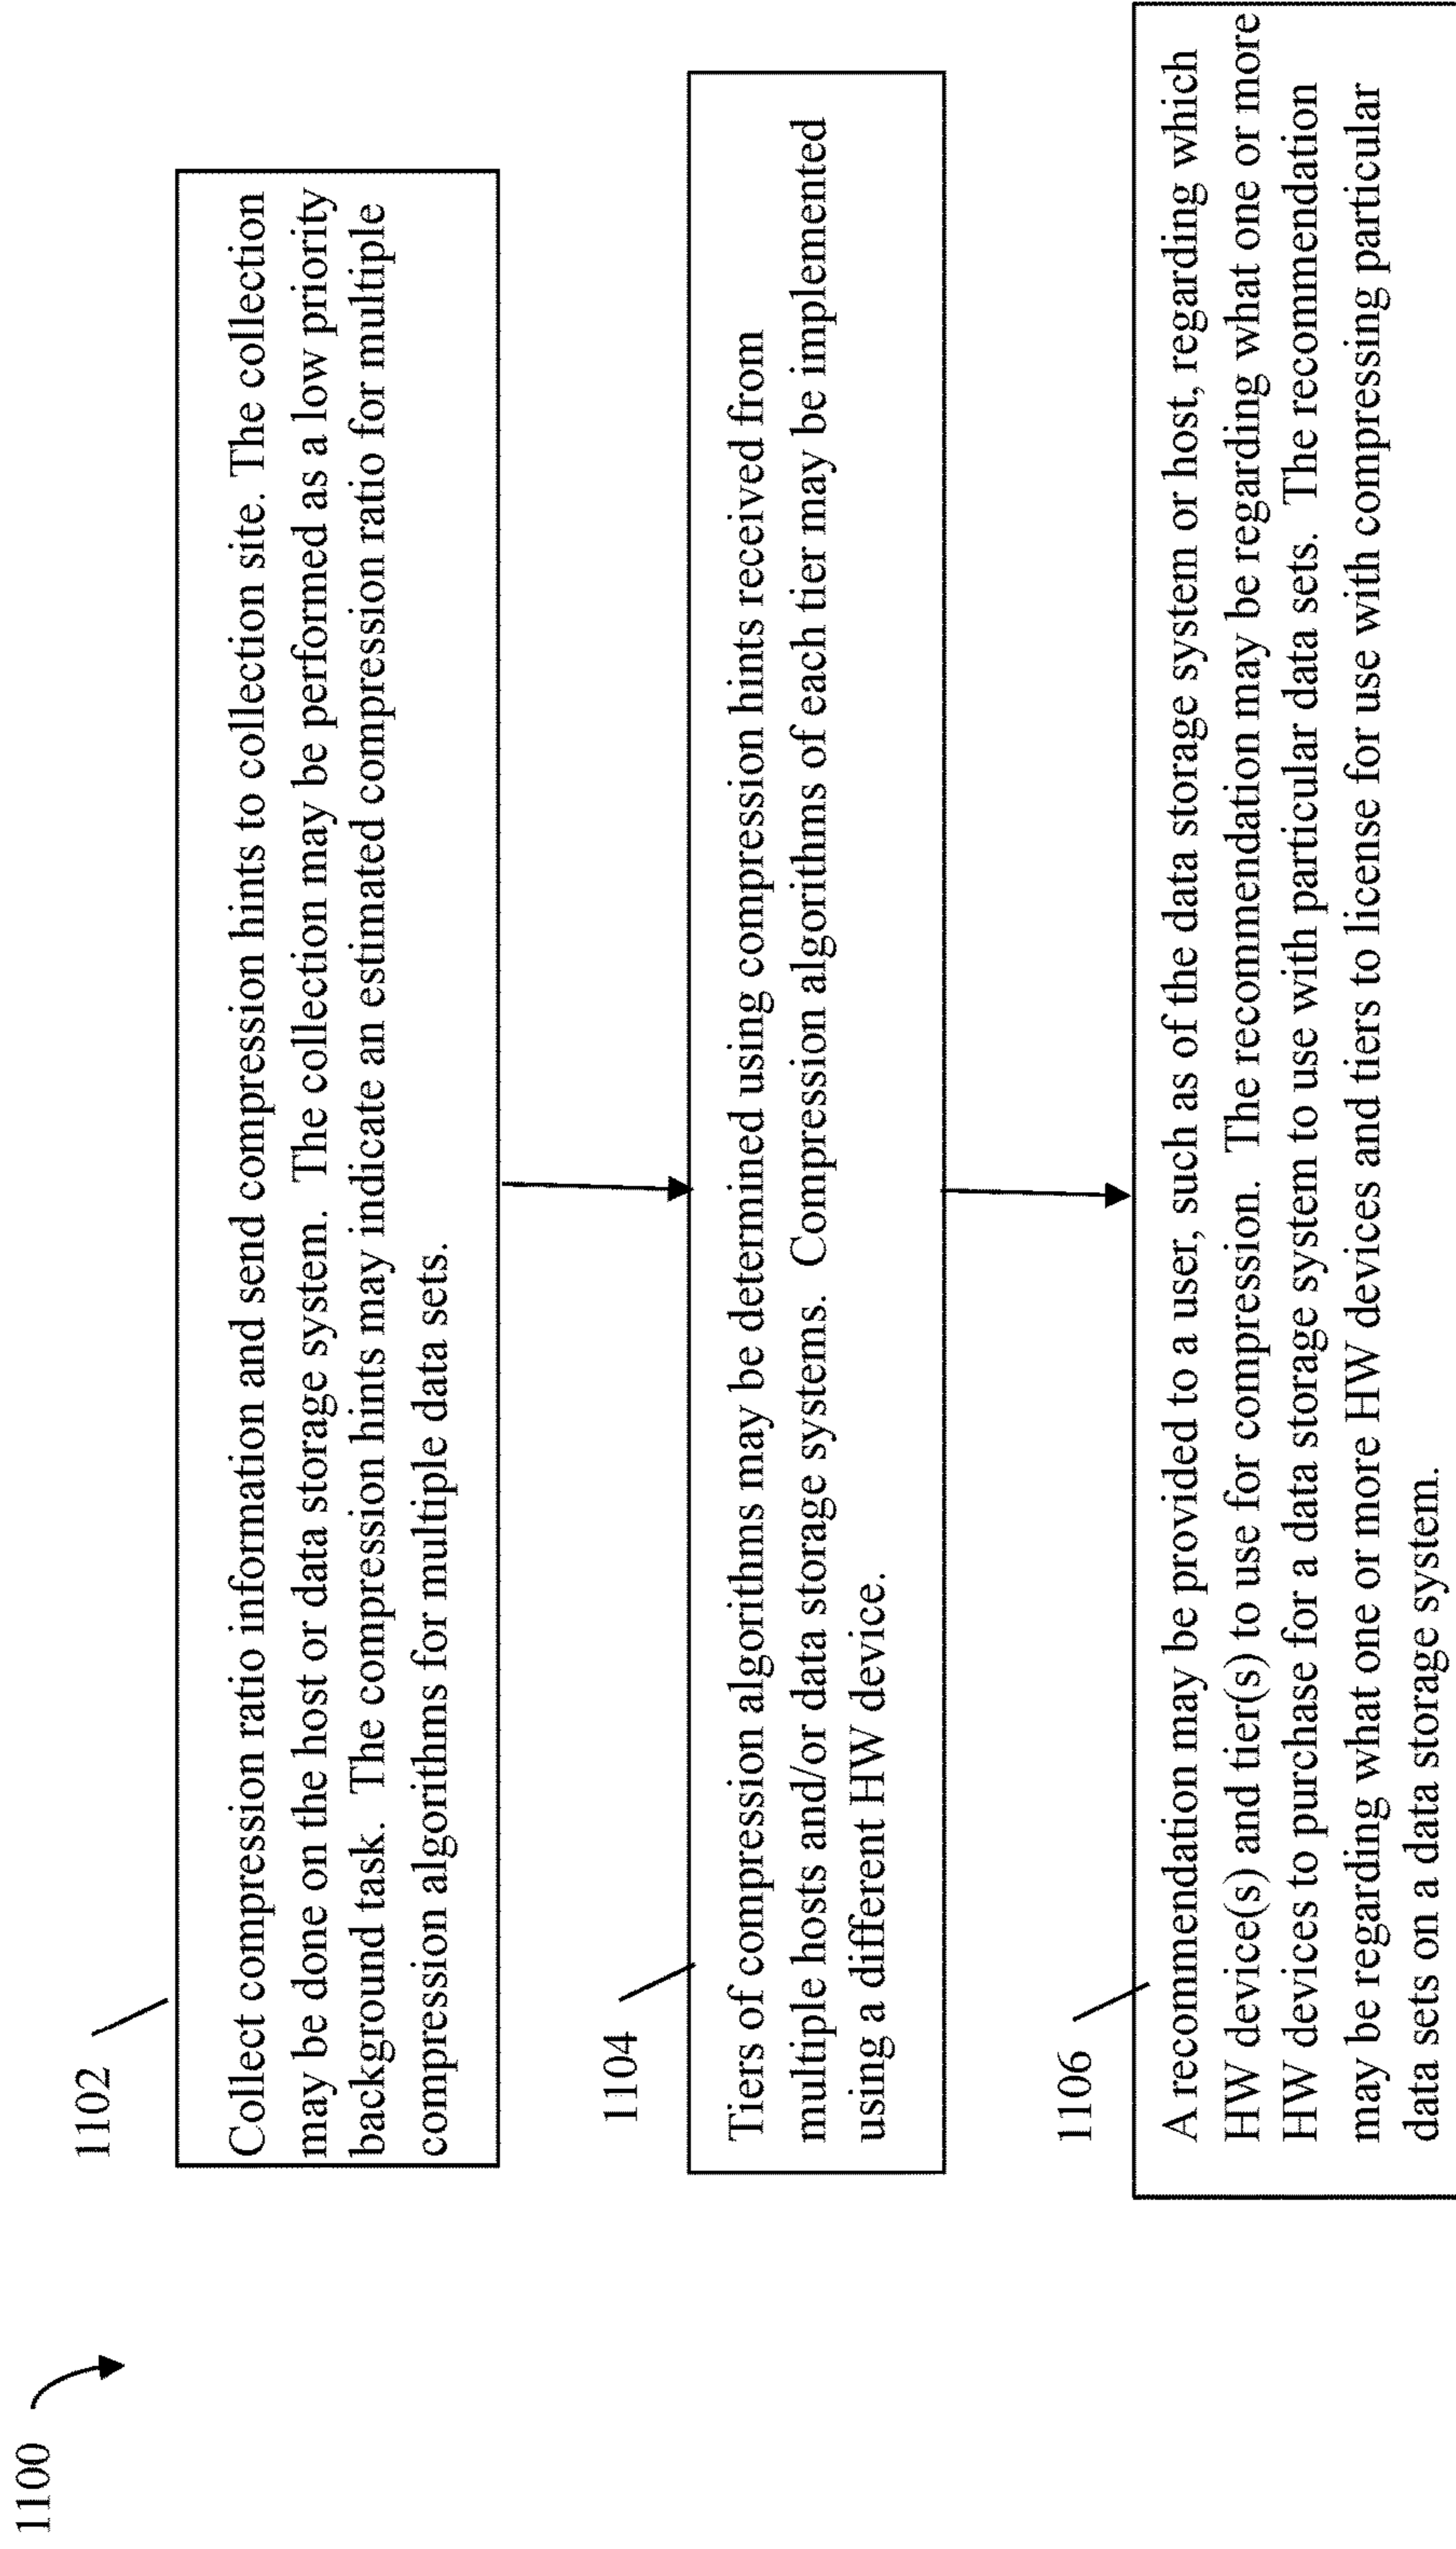 1100
1102
Collect compression ratio information and send compression hints to collection site. The collection
may be done on the host or data storage system. The collection may be performed as a low priority
background task. The compression hints may indicate an estimated compression ratio for multiple
compression algorithms for multiple data sets.
1104
Tiers of compression algorithms may be determined using compression hints received from
multiple hosts and/or data storage systems. Compression algorithms of each tier may be implemented
using a different HW device.
1106
A recommendation may be provided to a user, such as of the data storage system or host, regarding which
HW device(s) and tier(s) to use for compression. The recommendation may be regarding what one or more
HW devices to purchase for a data storage system to use with particular data sets. The recommendation
may be regarding what one or more HW devices and tiers to license for use with compressing particular
data sets on a data storage system.